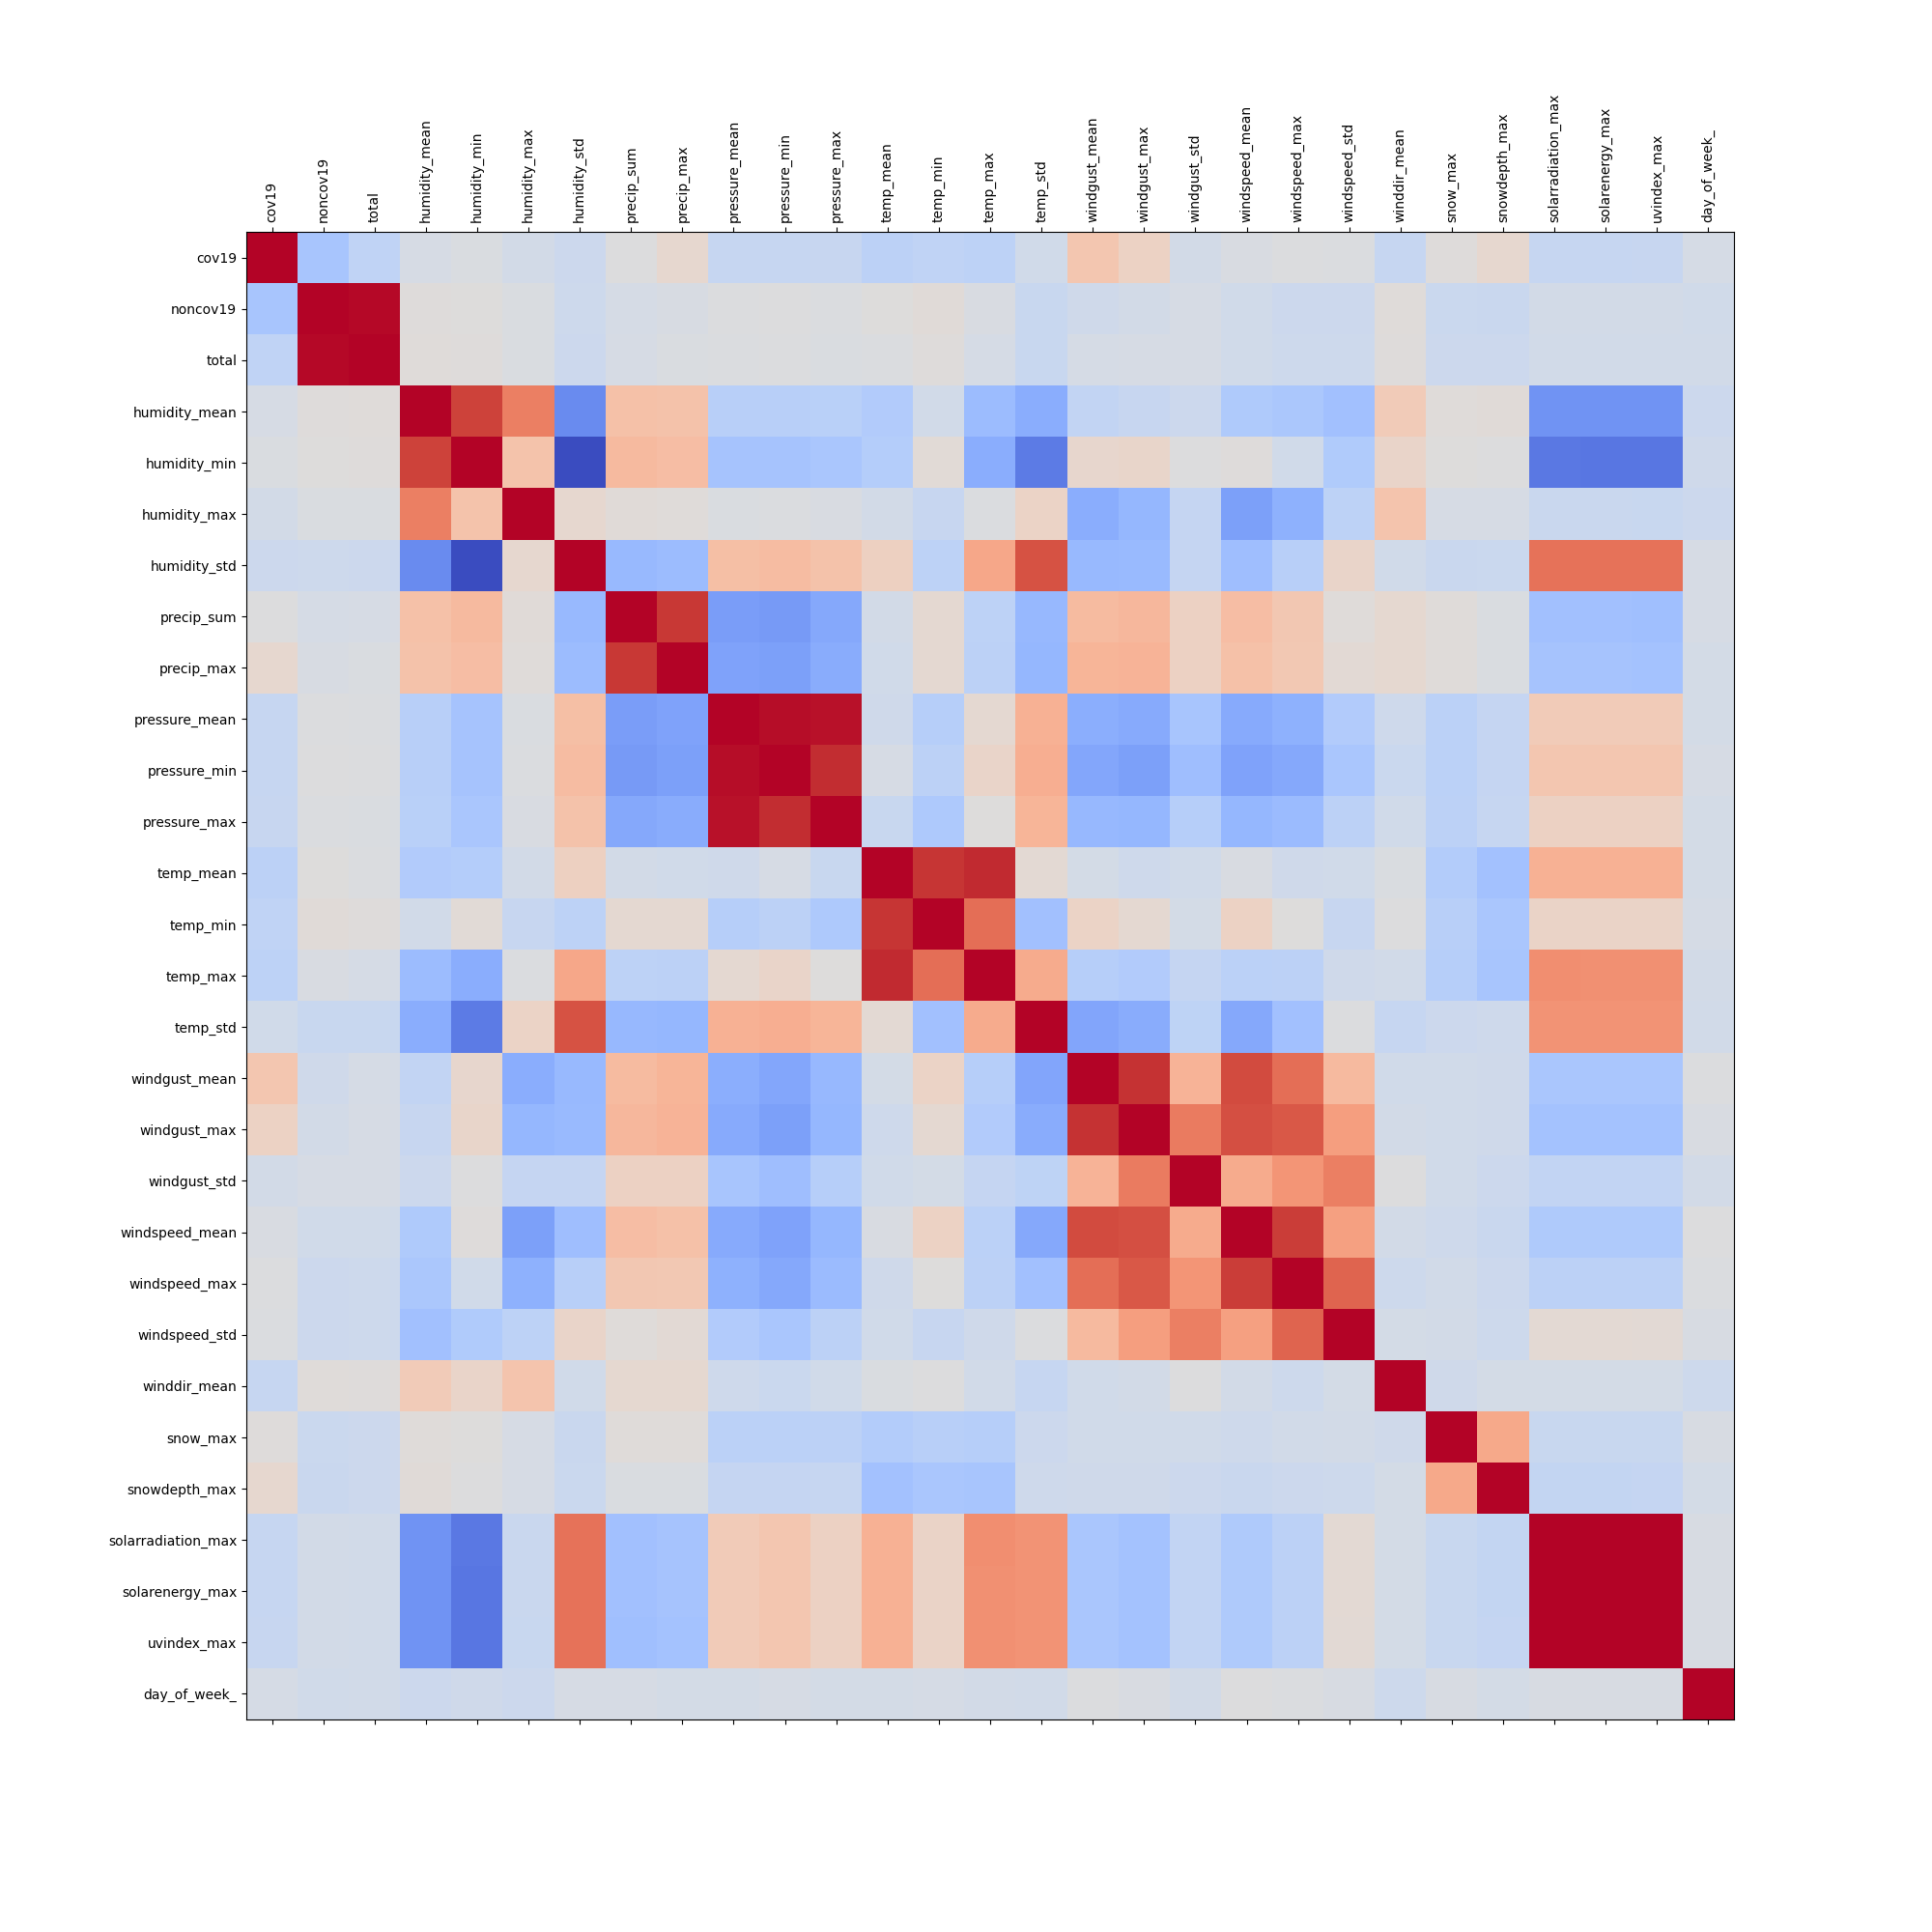 cov19
noncov19
total
humidity_mean
humidity_min
humidity_max
humidity_std
precip_sum
precip_max
pressure_mean
pressure_min
pressure_max
temp_mean
temp_min
temp_max
temp_std
windgust_mean
windgust_max
windgust_std
windspeed_mean
windspeed_max
windspeed_std
winddir_mean
snow_max
snowdepth_max
solarradiation_max
solarenergy_max
uvindex_max
day_of_week_
cov19
noncov19
total
humidity_mean
humidity_min
humidity_max
humidity_std
precip_sum
precip_max
pressure_mean
pressure_min
pressure_max
temp_mean
temp_min
temp_max
temp_std
windgust_mean
windgust_max
windgust_std
windspeed_mean
windspeed_max
windspeed_std
winddir_mean
snow_max
snowdepth_max
solarradiation_max
solarenergy_max
uvindex_max
day_of_week_